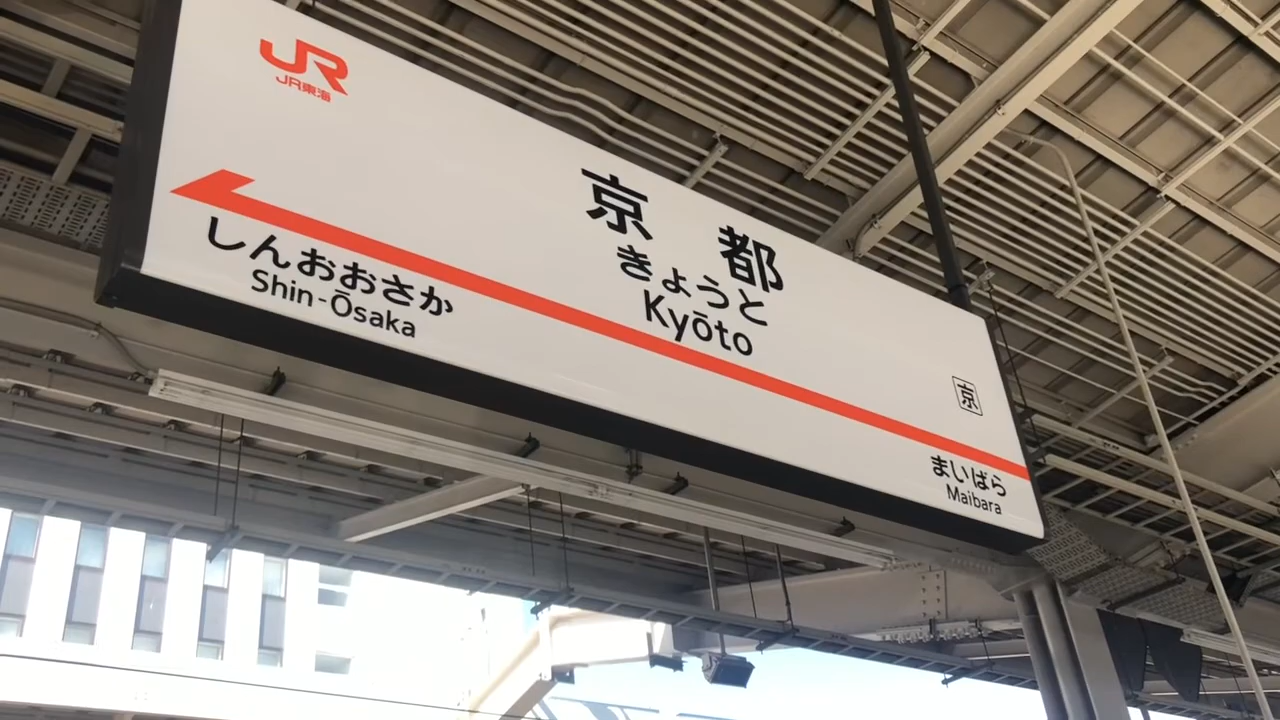 JR
JR東海
京都
きょうと
Kyōto
しんおおさか
Shin-Ōsaka
京
まいばら
Maibara